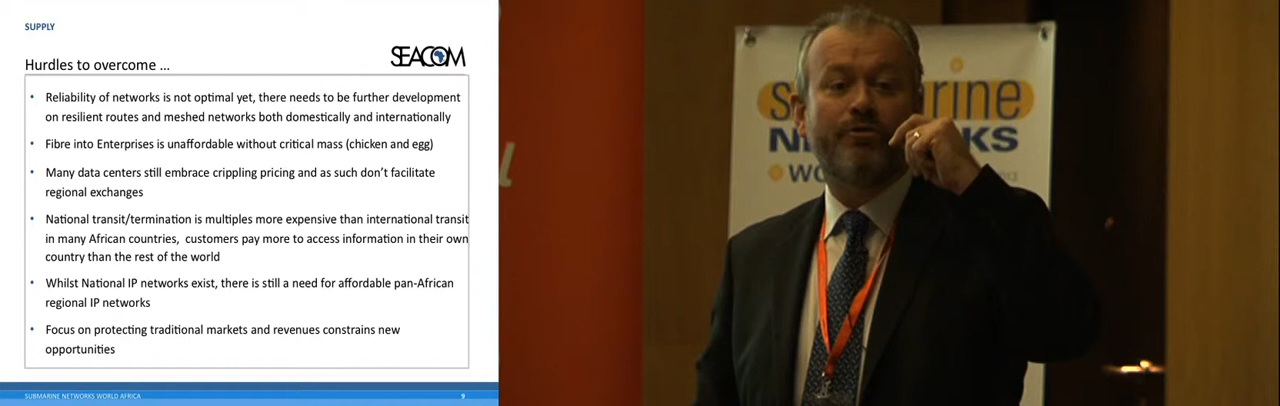 SUPPLY
SEACOM
Hurdles to overcome ...
• Reliability of networks is not optimal yet, there needs to be further development
on resilient routes and meshed networks both domestically and internationally
• Fibre into Enterprises is unaffordable without critical mass (chicken and egg)
• Many data centers still embrace crippling pricing and as such don't facilitate
regional exchanges
• National transit/termination is multiples more expensive than international transit
in many African countries, customers pay more to access information in their own
country than the rest of the world
• Whilst National IP networks exist, there is still a need for affordable pan-African
regional IP networks
• Focus on protecting traditional markets and revenues constrains new
opportunities
SUBMARINE NETWORKS WORLD AFRICA
9